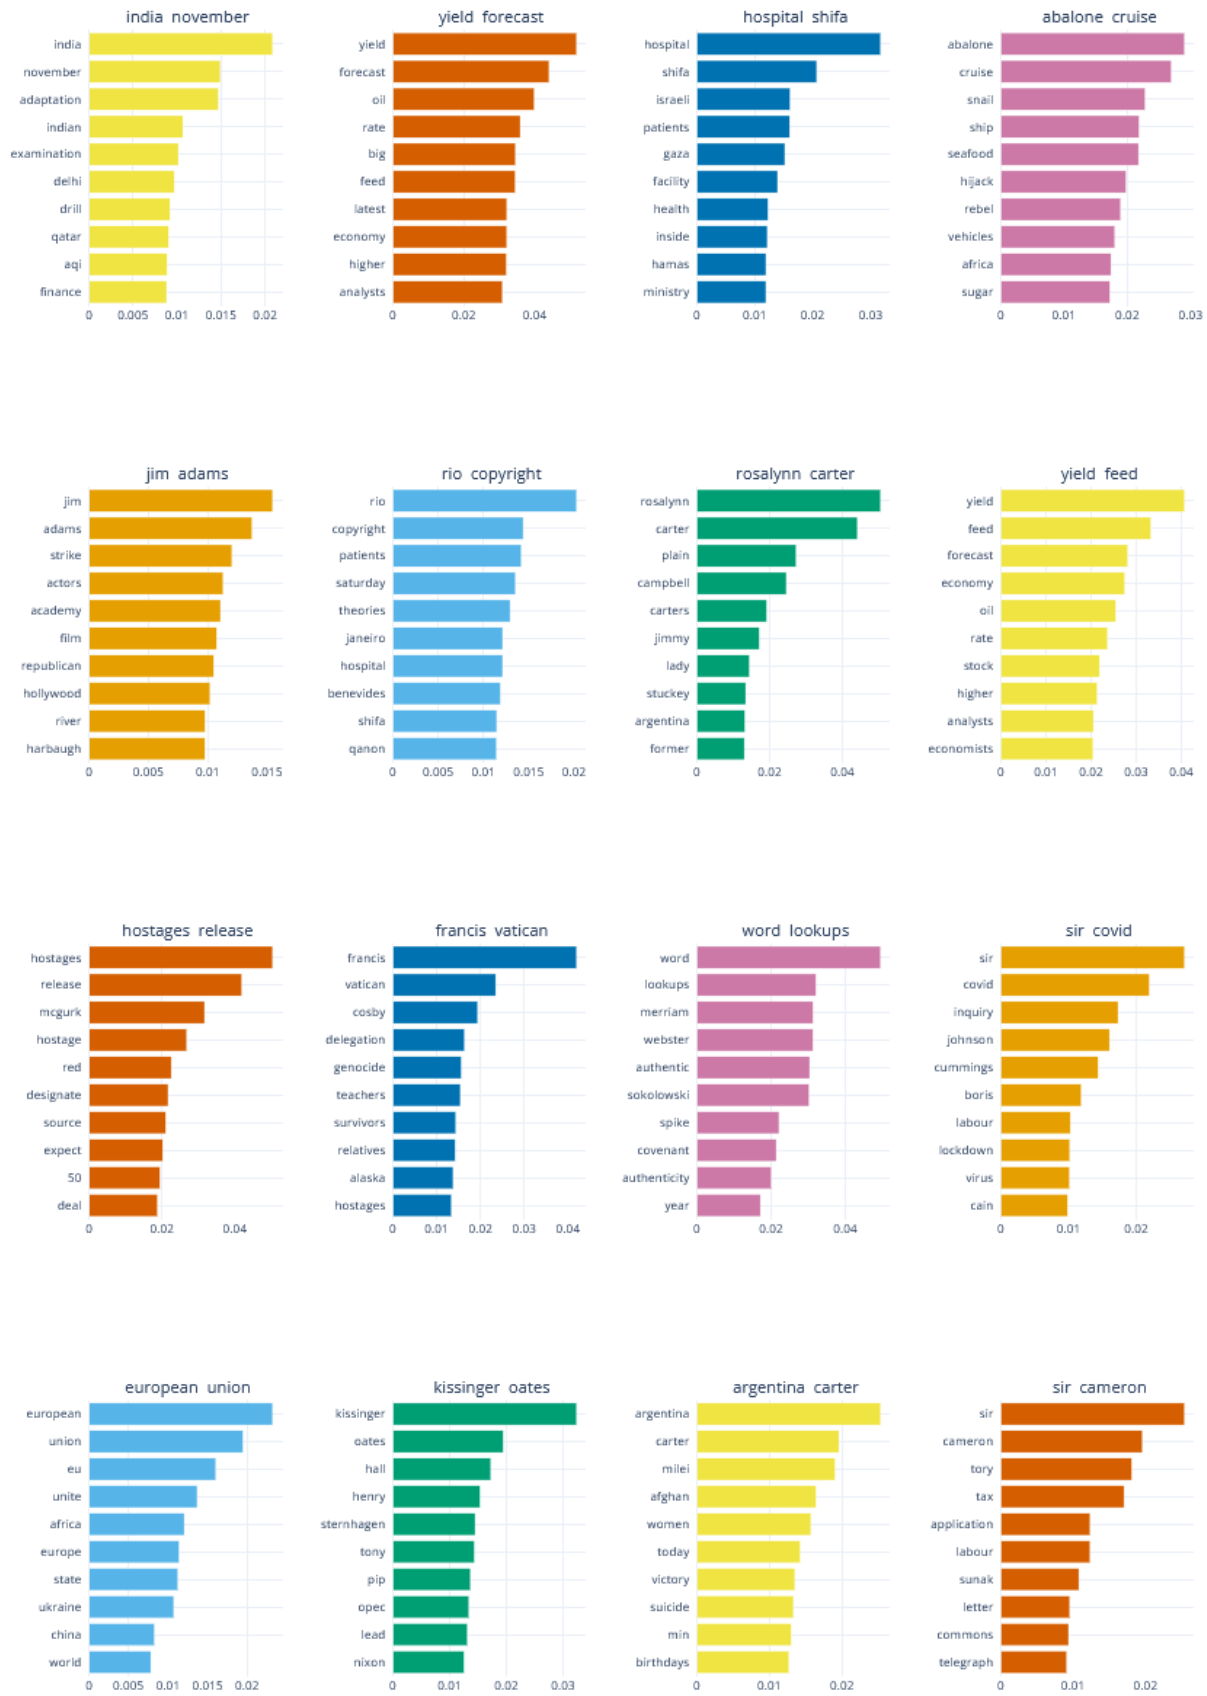 india november
yield forecast
hospital shifa
abalone cruise
india
november
adaptation
indian
examination
delhi
drill
qatar
aqi
finance
0 0.005 0.01 0.015 0.02
yield
forecast
oil
rate
big
feed
latest
economy
higher
analysts
0 0.02 0.04
hospital
shifa
israeli
patients
gaza
facility
health
inside
hamas
ministry
0 0.01 0.02 0.03
abalone
cruise
snail
ship
seafood
hijack
rebel
vehicles
africa
sugar
0 0.01 0.02 0.03
jim adams
rio copyright
rosalynn carter
yield feed
jim
adams
strike
actors
academy
film
republican
hollywood
river
harbaugh
0 0.005 0.01 0.015
rio
copyright
patients
saturday
theories
janeiro
hospital
benevides
shifa
qanon
0 0.005 0.01 0.015 0.02
rosalynn
carter
plain
campbell
carters
jimmy
lady
stuckey
argentina
former
0 0.02 0.04
yield
feed
forecast
economy
oil
rate
stock
higher
analysts
economists
0 0.01 0.02 0.03 0.04
hostages release
francis vatican
word lookups
sir covid
hostages
release
mcgurk
hostage
red
designate
source
expect
50
deal
0 0.02 0.04
francis
vatican
cosby
delegation
genocide
teachers
survivors
relatives
alaska
hostages
0 0.01 0.02 0.03 0.04
word
lookups
merriam
webster
authentic
sokolowski
spike
covenant
authenticity
year
0 0.02 0.04
sir
covid
inquiry
johnson
cummings
boris
labour
lockdown
virus
cain
0 0.01 0.02
european union
kissinger oates
argentina carter
sir cameron
european
union
eu
unite
africa
europe
state
ukraine
china
world
0 0.005 0.01 0.015 0.02
kissinger
oates
hall
henry
sternhagen
tony
pip
opec
lead
nixon
0 0.01 0.02 0.03
argentina
carter
milei
afghan
women
today
victory
suicide
min
birthdays
0 0.01 0.02
sir
cameron
tory
tax
application
labour
sunak
letter
commons
telegraph
0 0.01 0.02